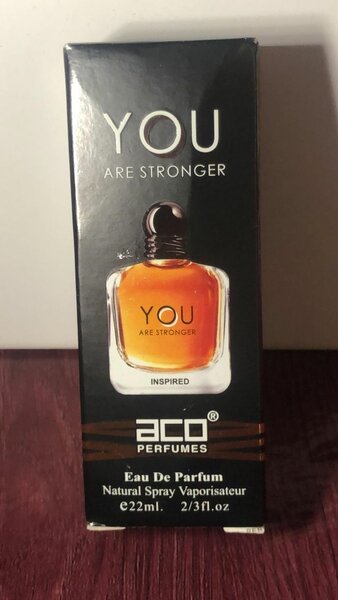 YOU
ARE STRONGER
YOU
ARE STRONGER
INSPIRED
aco®
PERFUMES
Eau De Parfum
Natural Spray Vaporisateur
℮22ml. 2/3fl.oz